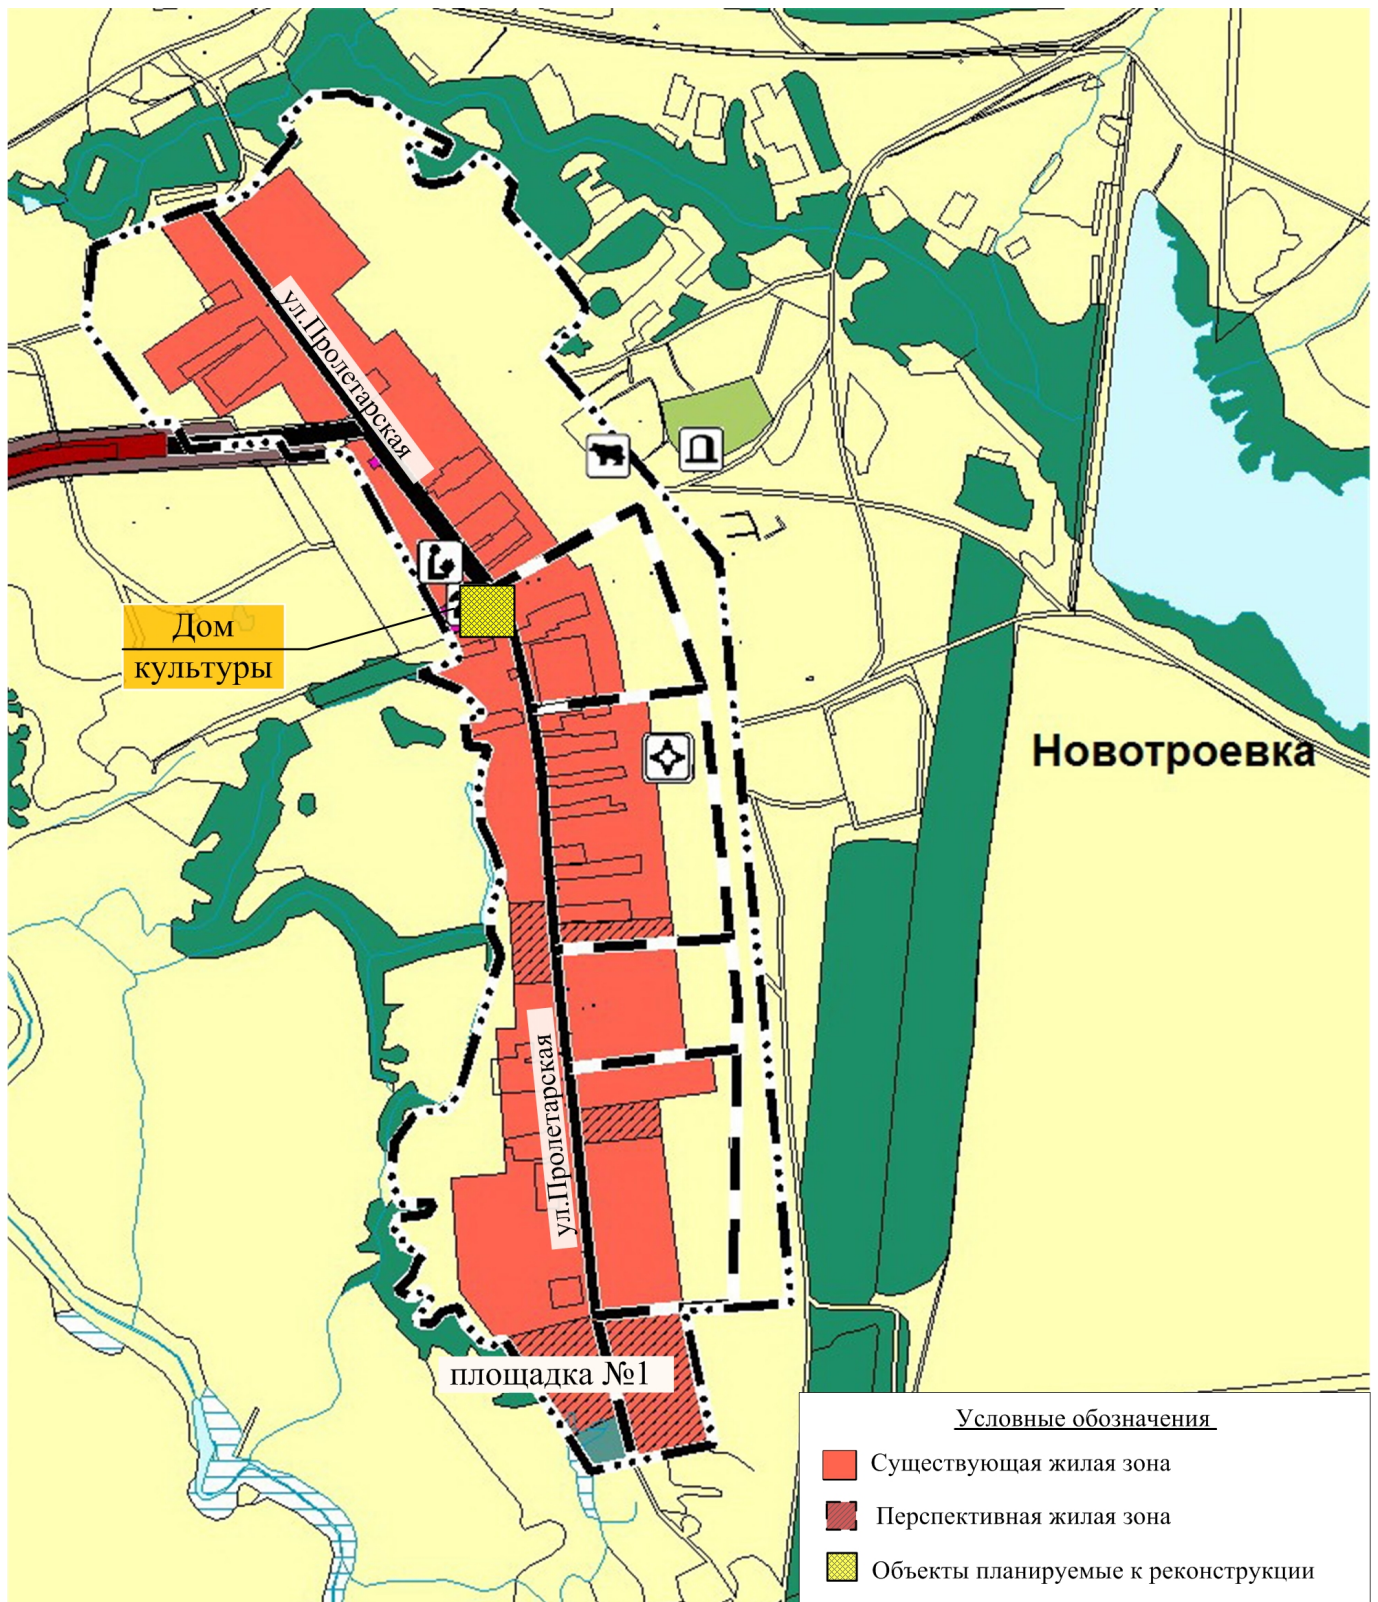 ул.Пролетарская
Дом
культуры
Новотроевка
ул.Пролетарская
площадка №1
Условные обозначения
Существующая жилая зона
Перспективная жилая зона
Объекты планируемые к реконструкции